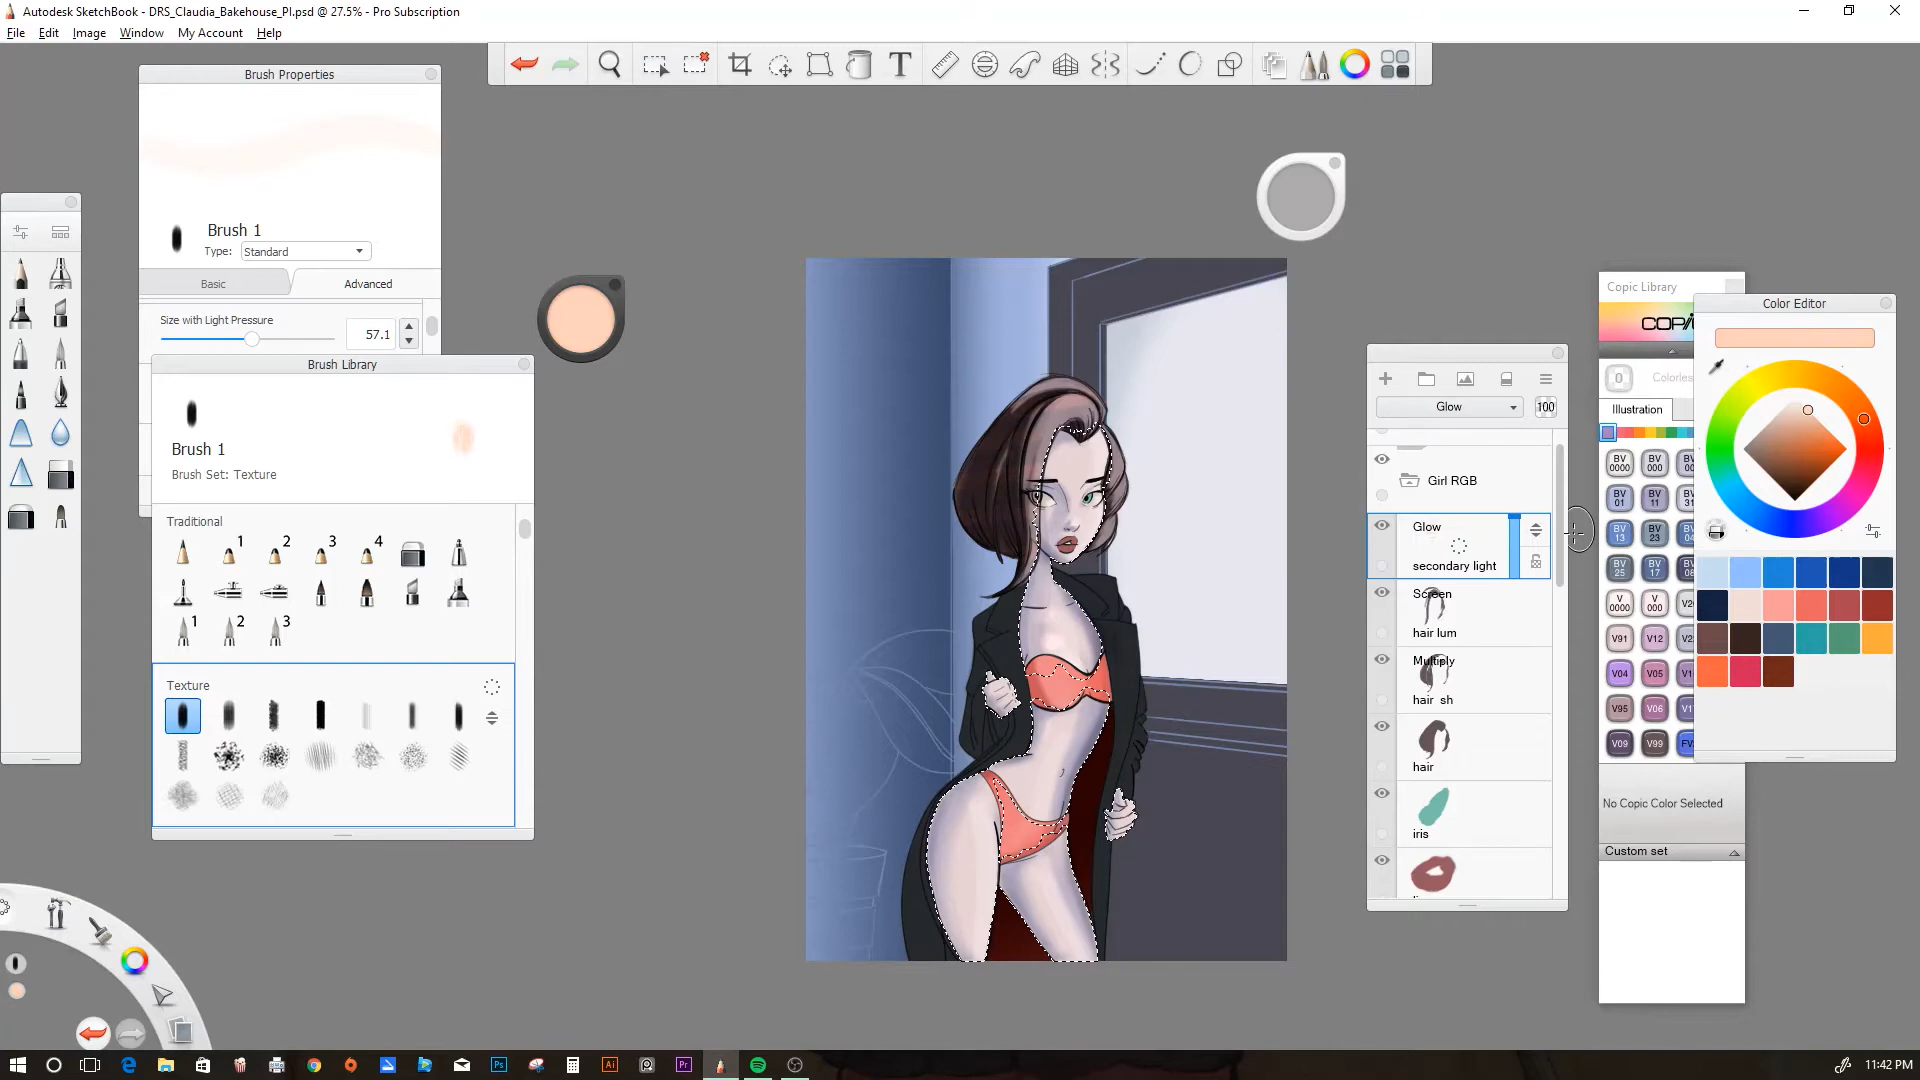 Autodesk SketchBook - DRS_Claudia_Bakehouse_PI.psd @ 27.5% - Pro Subscription
File Edit Image Window My Account Help
T
Brush Properties
Brush 1
Type: Standard
Basic Advanced
Size with Light Pressure
57.1
Brush Library
Brush 1
Brush Set: Texture
Traditional
1 2 3 4
1 2 3
Texture
Glow 100
Girl RGB
Glow
secondary light
Screen
hair lum
Multiply
hair sh
hair
iris
Copic Library
0
Illustration
BV 0000 BV 000
BV 01 BV 11
BV 13 BV 23
BV 25 BV 17
V 0000 V 000
V91 V12
V04 V05
V95 V06
V09 V99
No Copic Color Selected
Custom set
Color Editor
Ps Ai Pr
11:42 PM